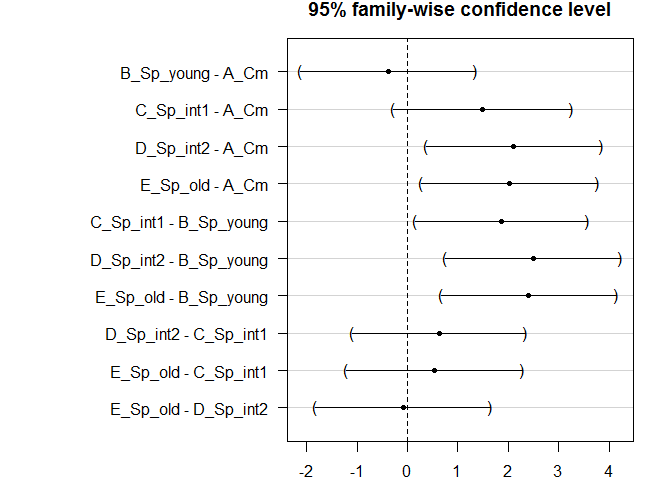 95% family-wise confidence level
B_Sp_young - A_Cm
C_Sp_int1 - A_Cm
D_Sp_int2 - A_Cm
E_Sp_old - A_Cm
C_Sp_int1 - B_Sp_young
D_Sp_int2 - B_Sp_young
E_Sp_old - B_Sp_young
D_Sp_int2 - C_Sp_int1
E_Sp_old - C_Sp_int1
E_Sp_old - D_Sp_int2
-2 -1 0 1 2 3 4